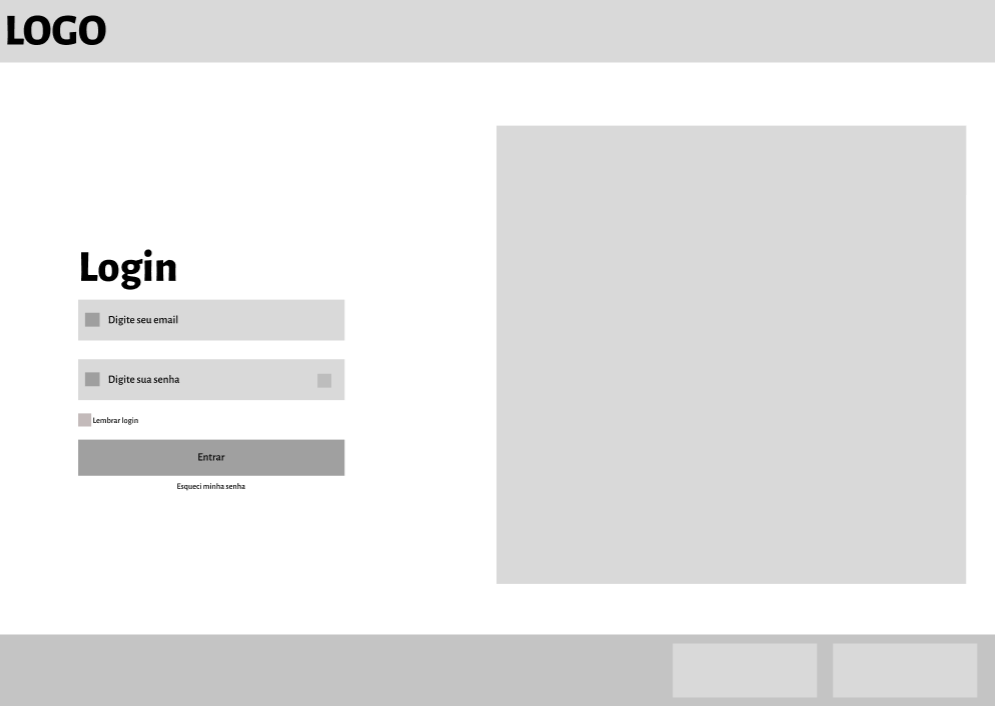 LOGO
Login
Digite seu email
Digite sua senha
Lembrar login
Entrar
Esqueci minha senha